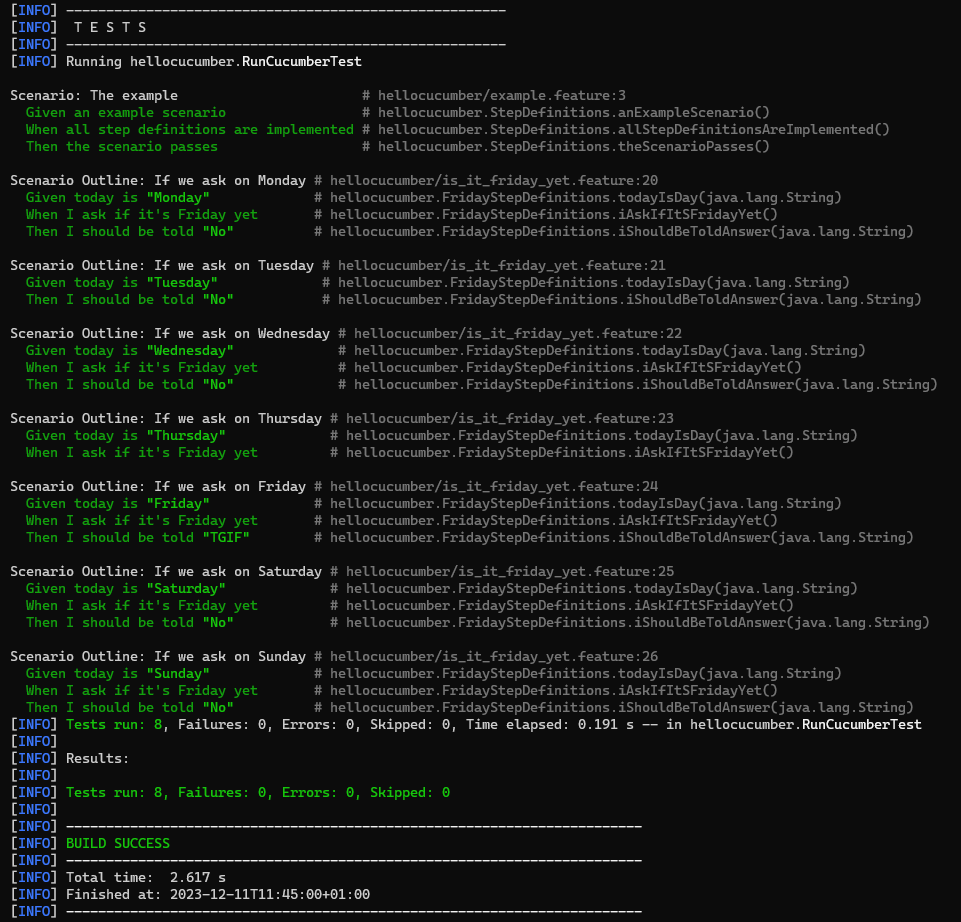 [INFO] -------------------------------------------------------
[INFO]  T E S T S
[INFO] -------------------------------------------------------
[INFO] Running hellocucumber.RunCucumberTest
Scenario: The example                       # hellocucumber/example.feature:3
  Given an example scenario                 # hellocucumber.StepDefinitions.anExampleScenario()
  When all step definitions are implemented # hellocucumber.StepDefinitions.allStepDefinitionsAreImplemented()
  Then the scenario passes                  # hellocucumber.StepDefinitions.theScenarioPasses()
Scenario Outline: If we ask on Monday # hellocucumber/is_it_friday_yet.feature:20
  Given today is "Monday"             # hellocucumber.FridayStepDefinitions.todayIsDay(java.lang.String)
  When I ask if it's Friday yet       # hellocucumber.FridayStepDefinitions.iAskIfItSFridayYet()
  Then I should be told "No"          # hellocucumber.FridayStepDefinitions.iShouldBeToldAnswer(java.lang.String)
Scenario Outline: If we ask on Tuesday # hellocucumber/is_it_friday_yet.feature:21
  Given today is "Tuesday"             # hellocucumber.FridayStepDefinitions.todayIsDay(java.lang.String)
  Then I should be told "No"           # hellocucumber.FridayStepDefinitions.iShouldBeToldAnswer(java.lang.String)
Scenario Outline: If we ask on Wednesday # hellocucumber/is_it_friday_yet.feature:22
  Given today is "Wednesday"             # hellocucumber.FridayStepDefinitions.todayIsDay(java.lang.String)
  When I ask if it's Friday yet          # hellocucumber.FridayStepDefinitions.iAskIfItSFridayYet()
  Then I should be told "No"             # hellocucumber.FridayStepDefinitions.iShouldBeToldAnswer(java.lang.String)
Scenario Outline: If we ask on Thursday # hellocucumber/is_it_friday_yet.feature:23
  Given today is "Thursday"             # hellocucumber.FridayStepDefinitions.todayIsDay(java.lang.String)
  When I ask if it's Friday yet         # hellocucumber.FridayStepDefinitions.iAskIfItSFridayYet()
Scenario Outline: If we ask on Friday # hellocucumber/is_it_friday_yet.feature:24
  Given today is "Friday"             # hellocucumber.FridayStepDefinitions.todayIsDay(java.lang.String)
  When I ask if it's Friday yet       # hellocucumber.FridayStepDefinitions.iAskIfItSFridayYet()
  Then I should be told "TGIF"        # hellocucumber.FridayStepDefinitions.iShouldBeToldAnswer(java.lang.String)
Scenario Outline: If we ask on Saturday # hellocucumber/is_it_friday_yet.feature:25
  Given today is "Saturday"             # hellocucumber.FridayStepDefinitions.todayIsDay(java.lang.String)
  When I ask if it's Friday yet         # hellocucumber.FridayStepDefinitions.iAskIfItSFridayYet()
  Then I should be told "No"            # hellocucumber.FridayStepDefinitions.iShouldBeToldAnswer(java.lang.String)
Scenario Outline: If we ask on Sunday # hellocucumber/is_it_friday_yet.feature:26
  Given today is "Sunday"             # hellocucumber.FridayStepDefinitions.todayIsDay(java.lang.String)
  When I ask if it's Friday yet       # hellocucumber.FridayStepDefinitions.iAskIfItSFridayYet()
  Then I should be told "No"          # hellocucumber.FridayStepDefinitions.iShouldBeToldAnswer(java.lang.String)
[INFO] Tests run: 8, Failures: 0, Errors: 0, Skipped: 0, Time elapsed: 0.191 s -- in hellocucumber.RunCucumberTest
[INFO]
[INFO] Results:
[INFO]
[INFO] Tests run: 8, Failures: 0, Errors: 0, Skipped: 0
[INFO]
[INFO] ------------------------------------------------------------------------
[INFO] BUILD SUCCESS
[INFO] ------------------------------------------------------------------------
[INFO] Total time:  2.617 s
[INFO] Finished at: 2023-12-11T11:45:00+01:00
[INFO] ------------------------------------------------------------------------